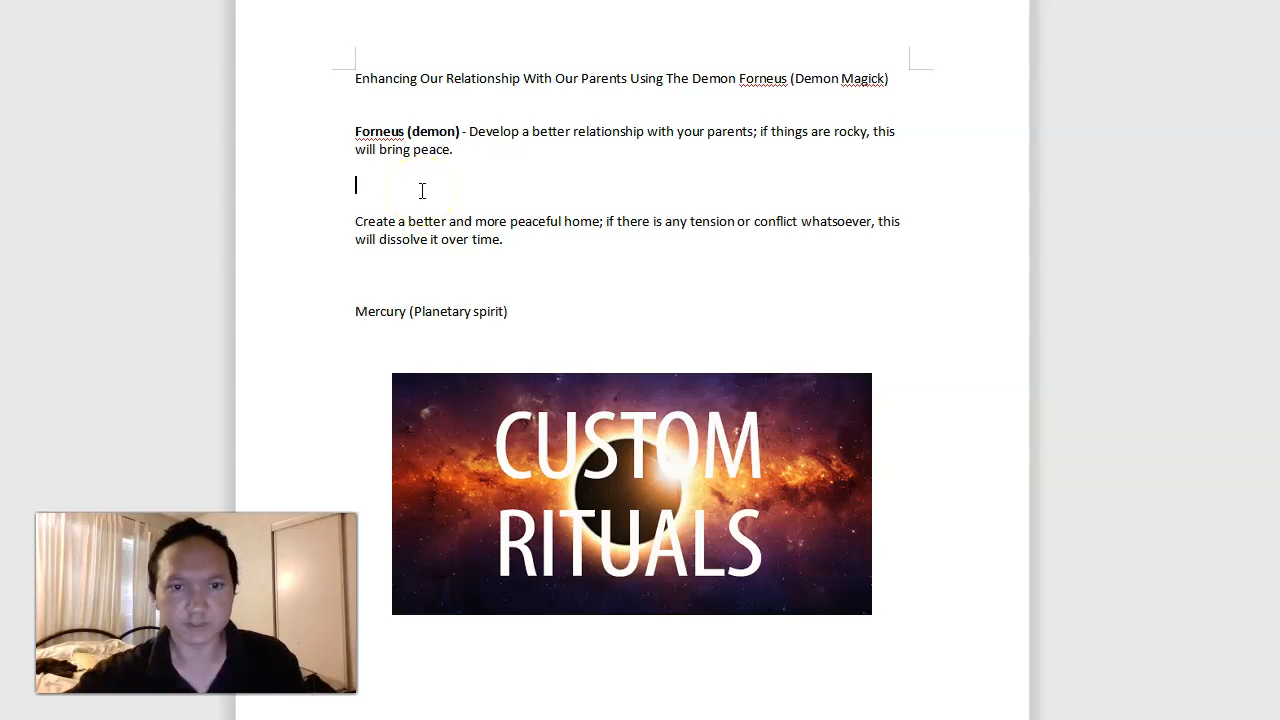 Enhancing Our Relationship With Our Parents Using The Demon Forneus (Demon Magick)
Forneus (demon) - Develop a better relationship with your parents; if things are rocky, this
will bring peace.
Create a better and more peaceful home; if there is any tension or conflict whatsoever, this
will dissolve it over time.
Mercury (Planetary spirit)
CUSTOM
RITUALS